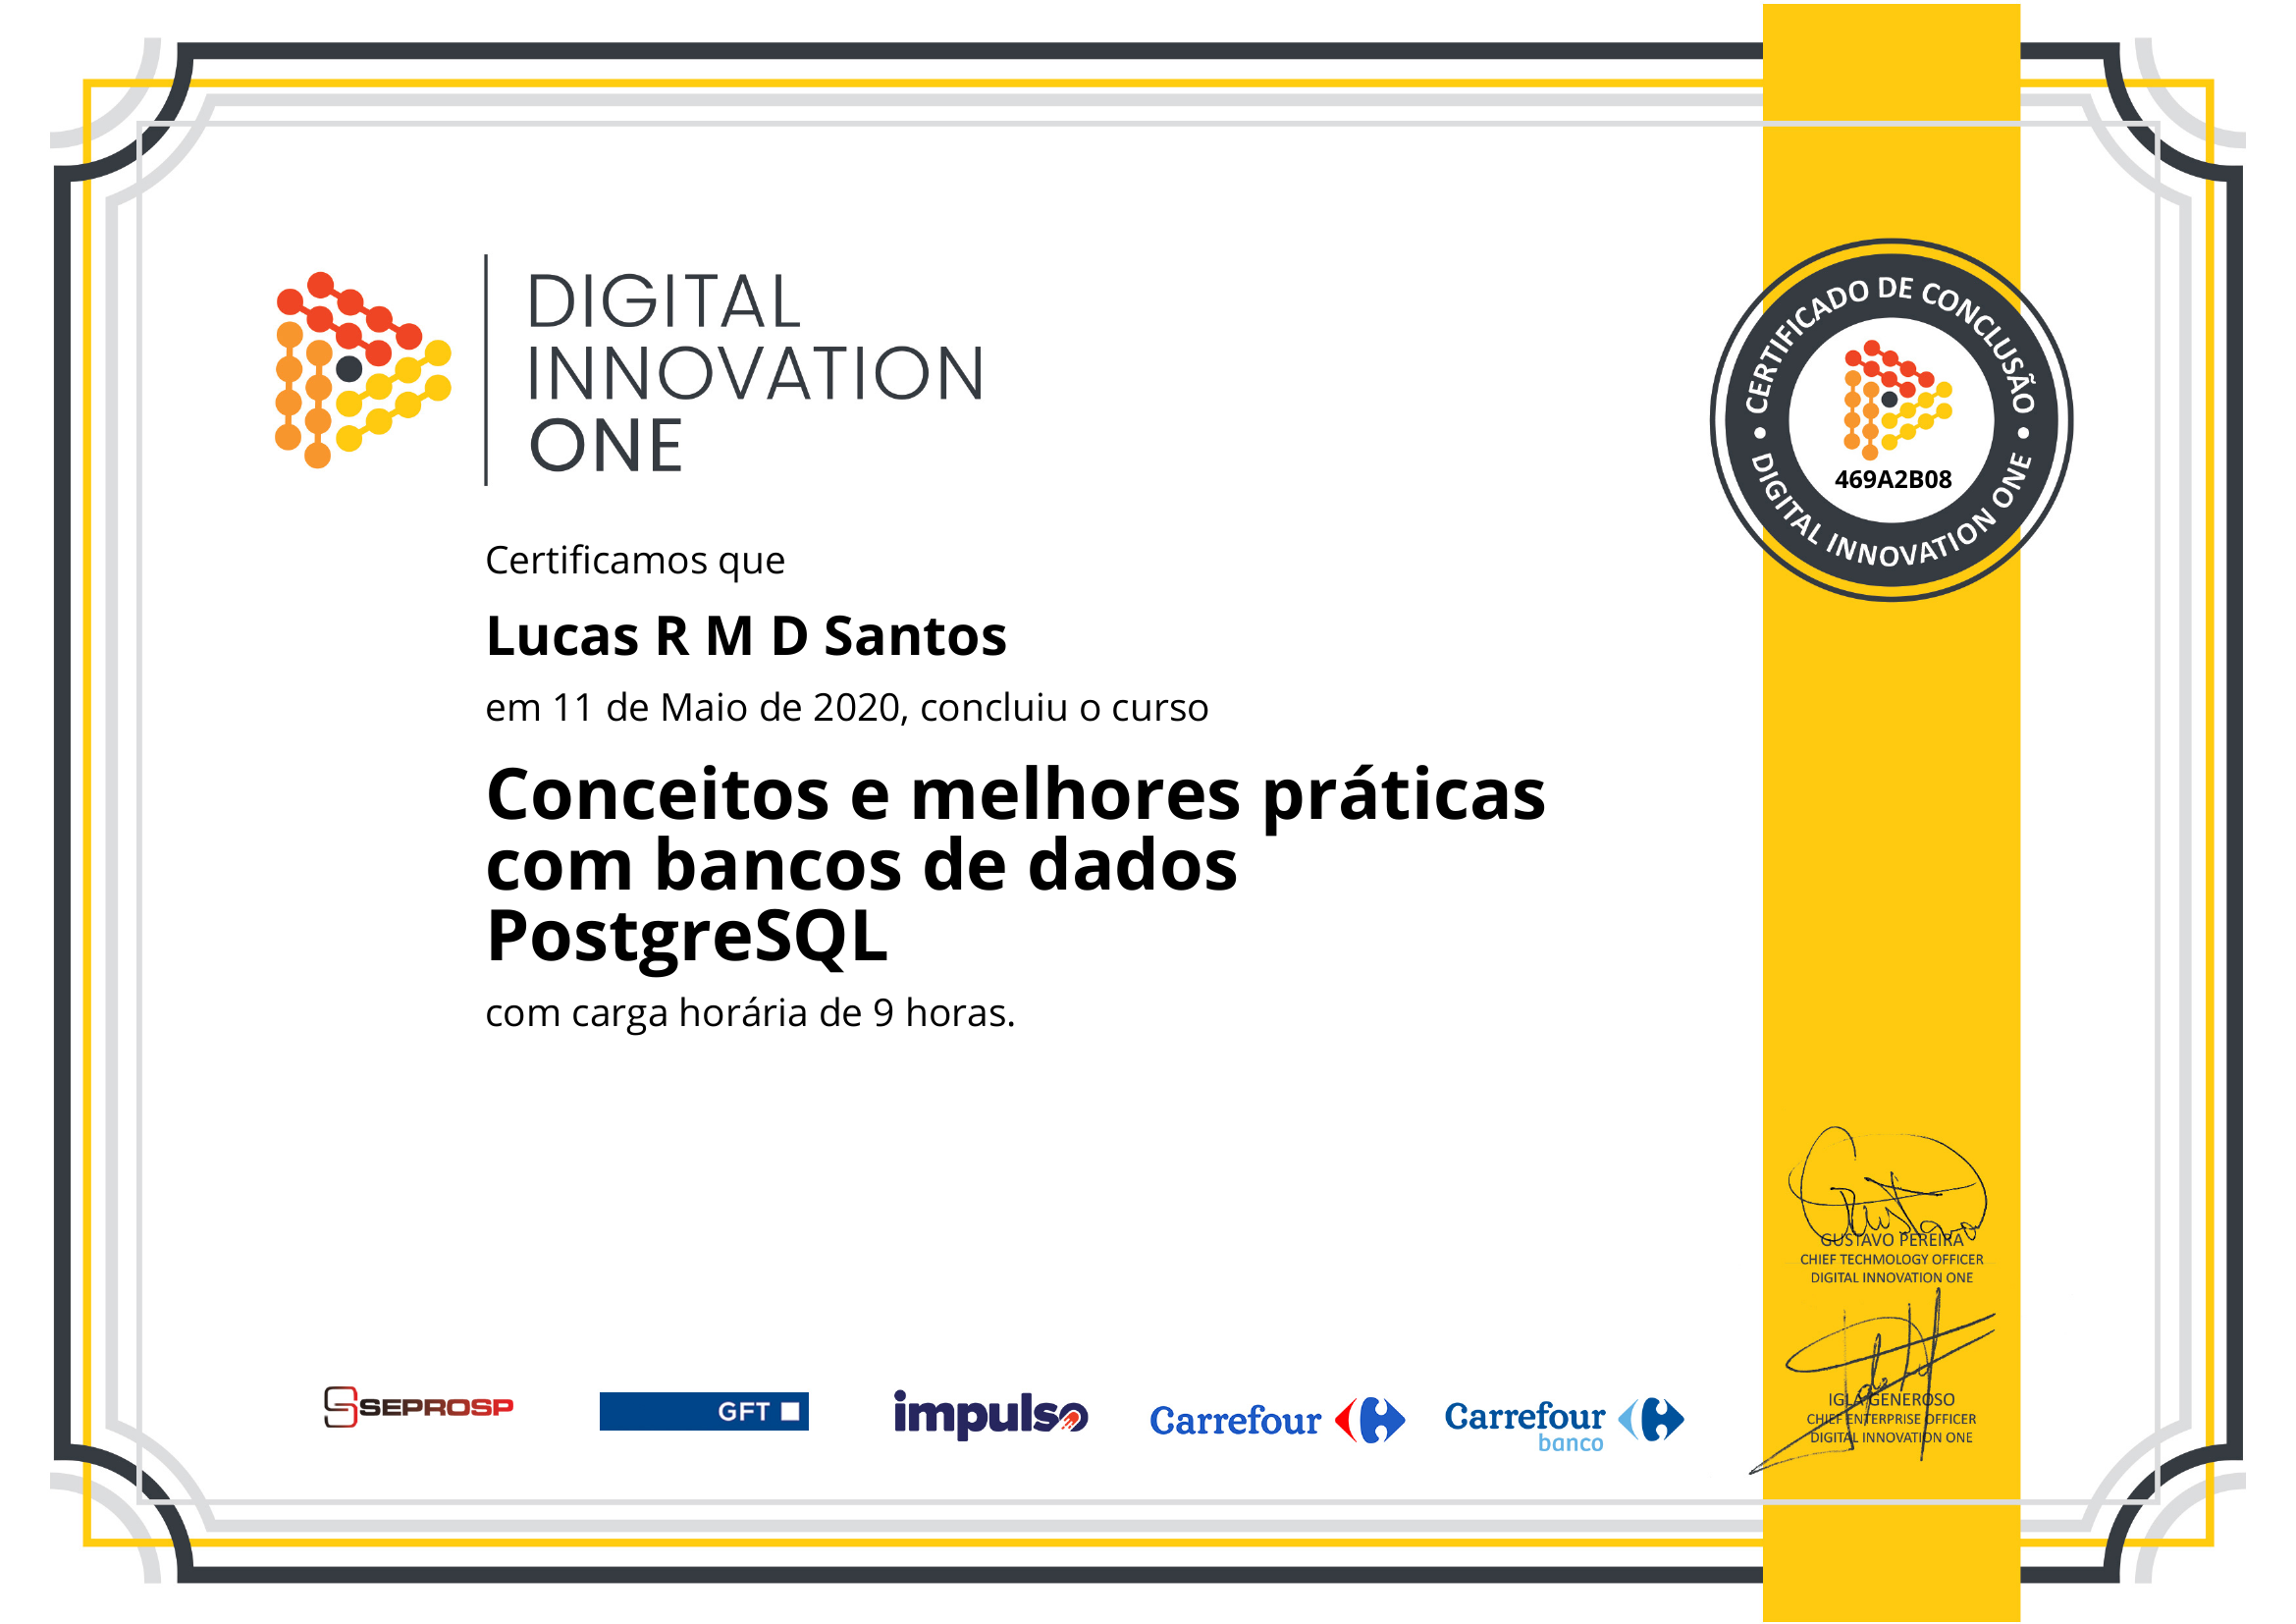 DIGITAL
INNOVATION
ONE
CERTIFICADO DE CONCLUSÃO
469A2B08
DIGITAL INNOVATION ONE
Certificamos que
Lucas R M D Santos
em 11 de Maio de 2020, concluiu o curso
Conceitos e melhores práticas
com bancos de dados
PostgreSQL
com carga horária de 9 horas.
GUSTAVO PEREIRA
CHIEF TECHMOLOGY OFFICER
DIGITAL INNOVATION ONE
IGLA GENEROSO
CHIEF ENTERPRISE OFFICER
DIGITAL INNOVATION ONE
SEPROSP
GFT
impulso
Carrefour
Carrefour
banco